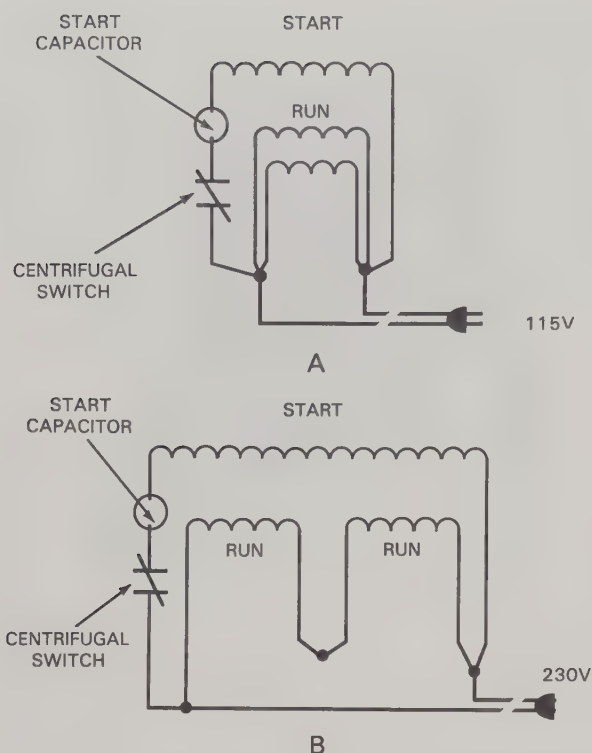 START
CAPACITOR
START
RUN
CENTRIFUGAL
SWITCH
115V
A
START
CAPACITOR
START
RUN
RUN
CENTRIFUGAL
SWITCH
230V
B